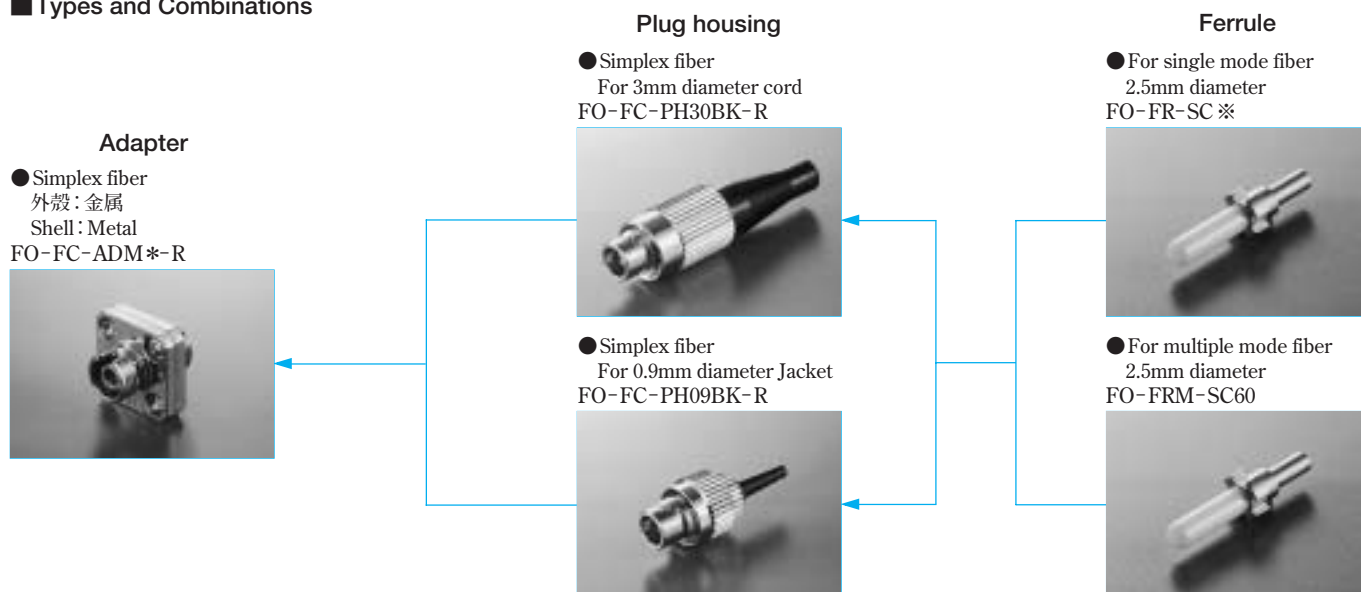 ■Types and Combinations
Adapter
●Simplex fiber
外殻：金属
Shell：Metal
FO-FC-ADM*-R
Plug housing
●Simplex fiber
For 3mm diameter cord
FO-FC-PH30BK-R
●Simplex fiber
For 0.9mm diameter Jacket
FO-FC-PH09BK-R
Ferrule
●For single mode fiber
2.5mm diameter
FO-FR-SC※
●For multiple mode fiber
2.5mm diameter
FO-FRM-SC60